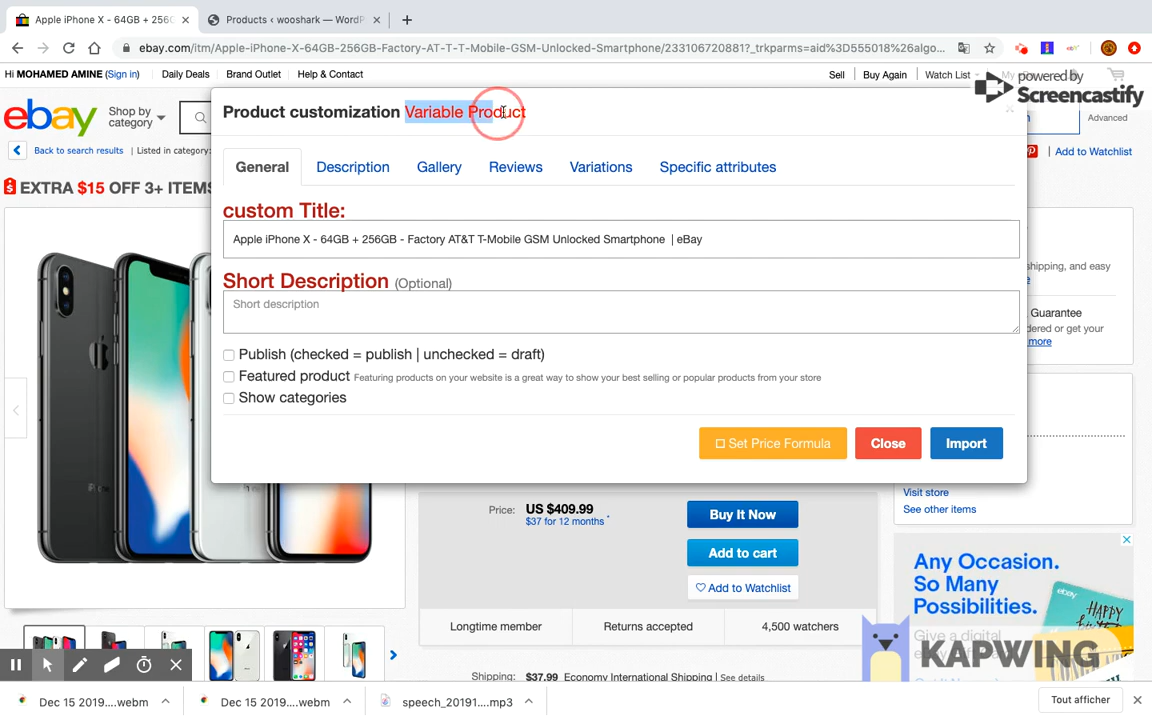 Apple iPhone X - 64GB + 256G
Products ‹ wooshark — WordP
ebay.com/itm/Apple-iPhone-X-64GB-256GB-Factory-AT-T-T-Mobile-GSM-Unlocked-Smartphone/233106720881?_trkparms=aid%3D555018%26algo...
Hi MOHAMED AMINE (Sign in)
Daily Deals
Brand Outlet
Help & Contact
Sell
Buy Again
Watch List
powered by
Screencastify
ebay
Shop by
category
Advanced
Back to search results
Listed in category:
Add to Watchlist
EXTRA $15 OFF 3+ ITEMS
Product customization Variable Product
General
Description
Gallery
Reviews
Variations
Specific attributes
custom Title:
Apple iPhone X - 64GB + 256GB - Factory AT&T T-Mobile GSM Unlocked Smartphone | eBay
Short Description (Optional)
Short description
Publish (checked = publish | unchecked = draft)
Featured product Featuring products on your website is a great way to show your best selling or popular products from your store
Show categories
Set Price Formula
Close
Import
shipping, and easy
Guarantee
dered or get your
more
Visit store
See other items
Price:
US $409.99
$37 for 12 months *
Buy It Now
Add to cart
Add to Watchlist
Longtime member
Returns accepted
4,500 watchers
Shipping:
$37.99 Economy International Shipping | See details
Any Occasion.
So Many
Possibilities.
Give a digital
ebay
HAPPY
KAPWING
Dec 15 2019....webm
Dec 15 2019....webm
speech_20191....mp3
Tout afficher